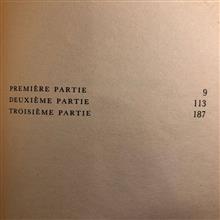 PREMIÈRE PARTIE 9
DEUXIÈME PARTIE 113
TROISIÈME PARTIE 187